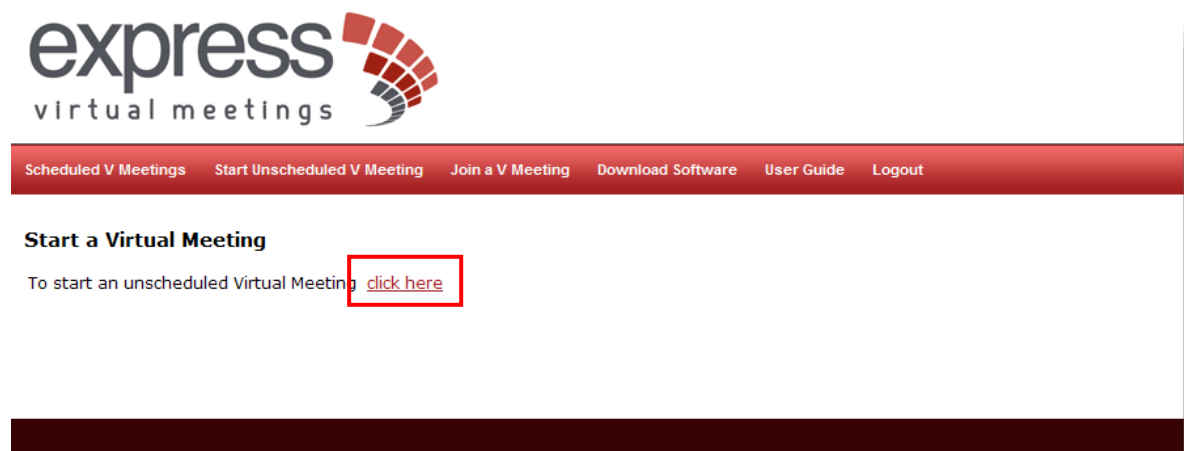 express
virtual meetings
Scheduled V Meetings Start Unscheduled V Meeting Join a V Meeting Download Software User Guide Logout
Start a Virtual Meeting
To start an unscheduled Virtual Meeting click here